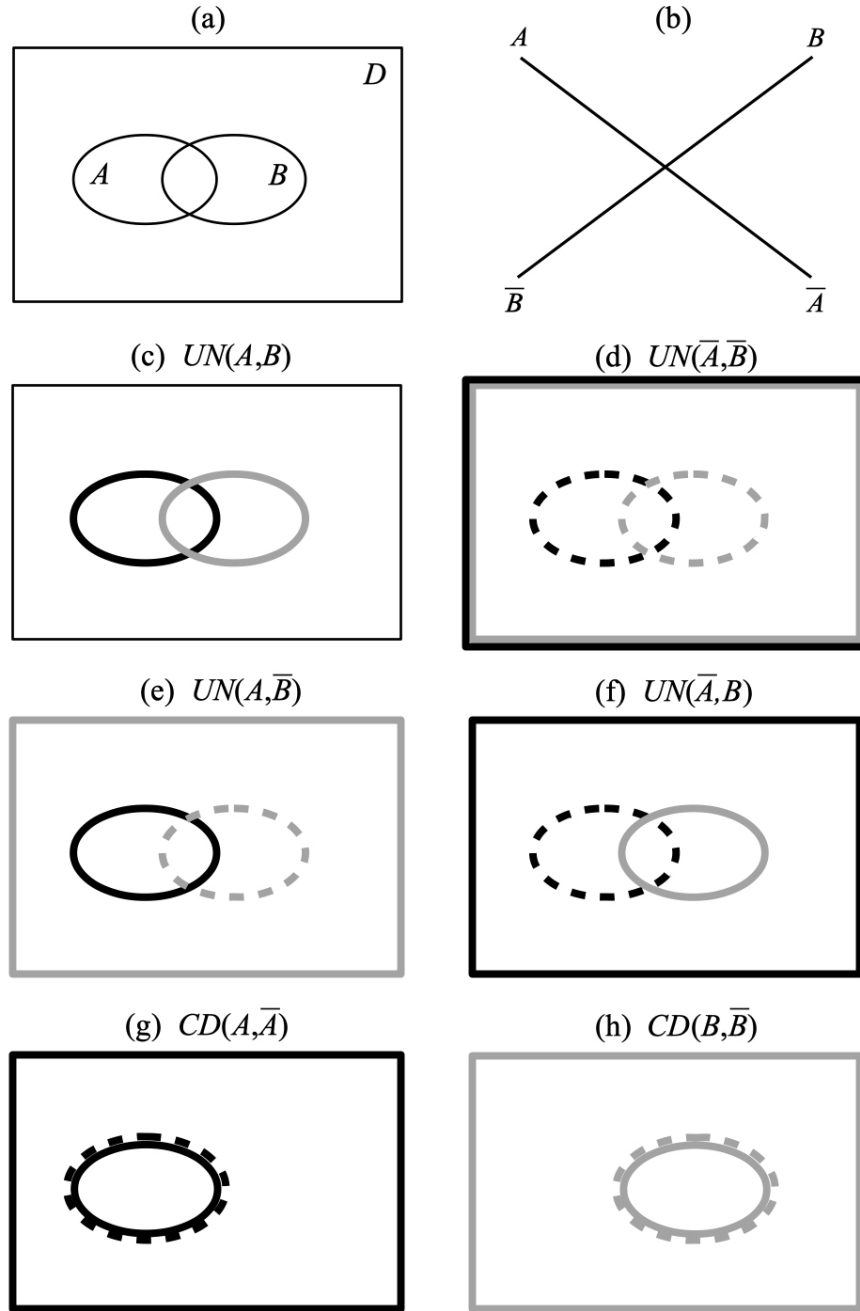 (a)
(b)
D
A B
A B
B̅ A̅
(c) UN(A,B)
(d) UN(A̅,B̅)
(e) UN(A,B̅)
(f) UN(A̅,B)
(g) CD(A,A̅)
(h) CD(B,B̅)